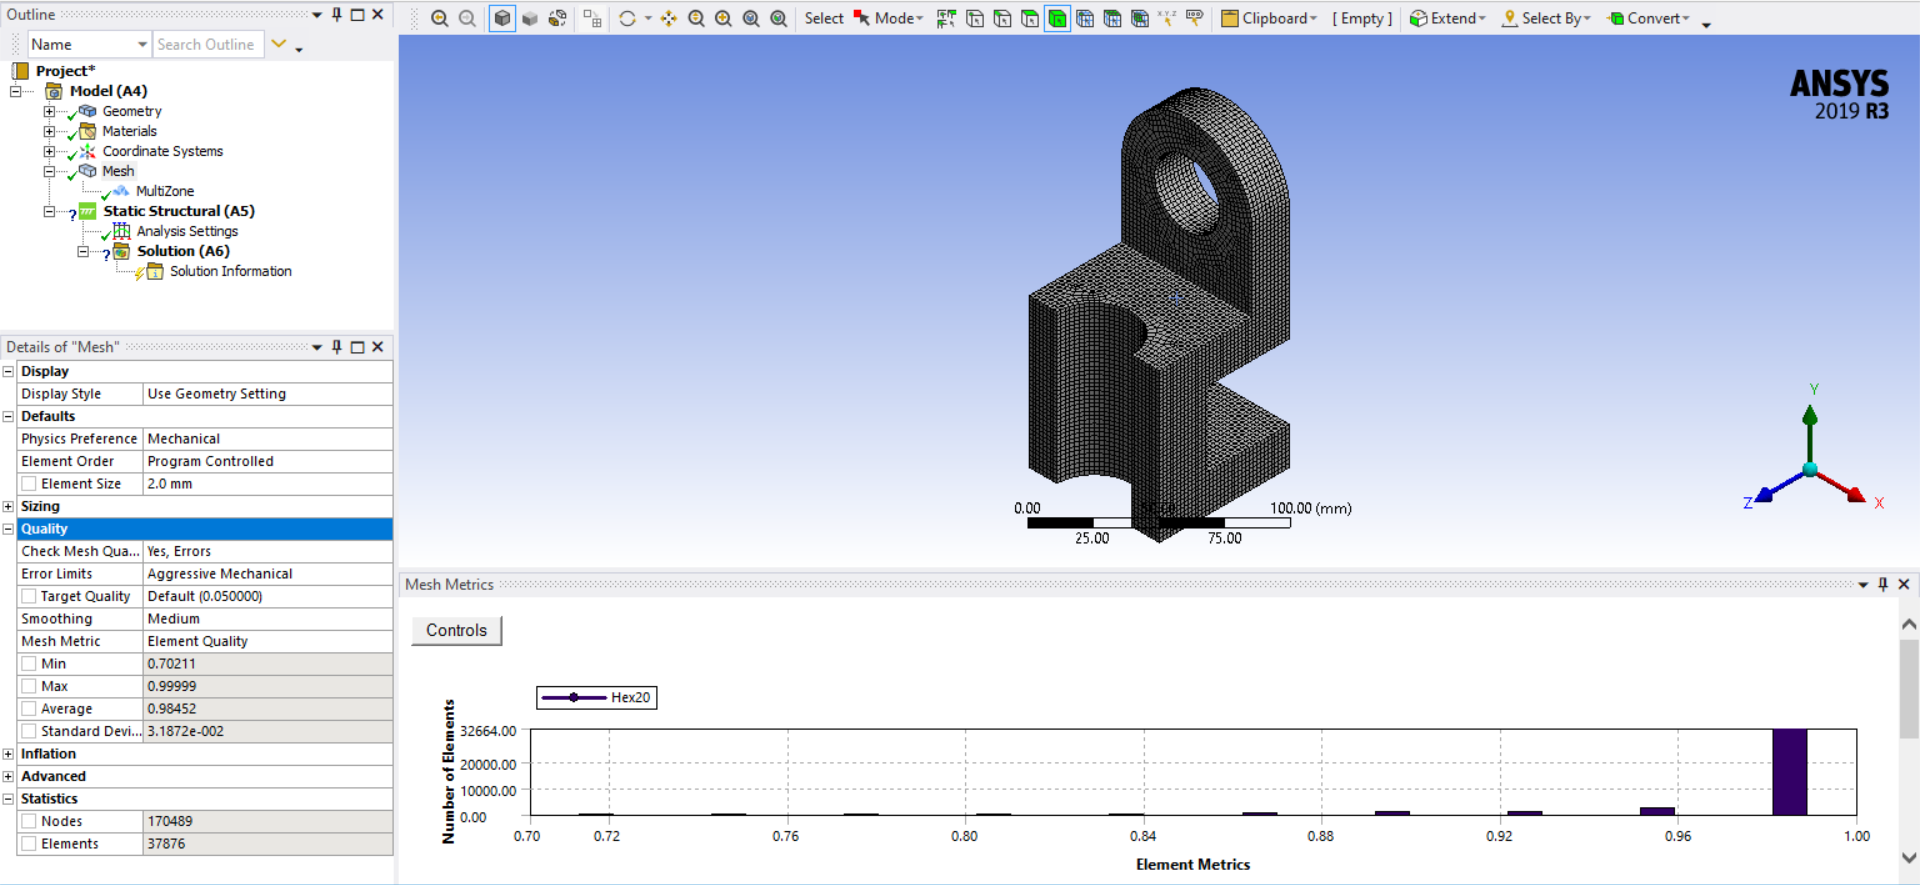 Outline
Name
Search Outline
Project*
Model (A4)
Geometry
Materials
Coordinate Systems
Mesh
MultiZone
Static Structural (A5)
Analysis Settings
Solution (A6)
Solution Information
Details of "Mesh"
Display
Display Style Use Geometry Setting
Defaults
Physics Preference Mechanical
Element Order Program Controlled
Element Size 2.0 mm
Sizing
Quality
Check Mesh Qua... Yes, Errors
Error Limits Aggressive Mechanical
Target Quality Default (0.050000)
Smoothing Medium
Mesh Metric Element Quality
Min 0.70211
Max 0.99999
Average 0.98452
Standard Devi... 3.1872e-002
Inflation
Advanced
Statistics
Nodes 170489
Elements 37876
Select Mode Clipboard [ Empty ] Extend Select By Convert
ANSYS
2019 R3
Y
Z X
0.00 100.00 (mm)
25.00 75.00
Mesh Metrics
Controls
Hex20
Number of Elements
32664.00
20000.00
10000.00
0.00
0.70 0.72 0.76 0.80 0.84 0.88 0.92 0.96 1.00
Element Metrics